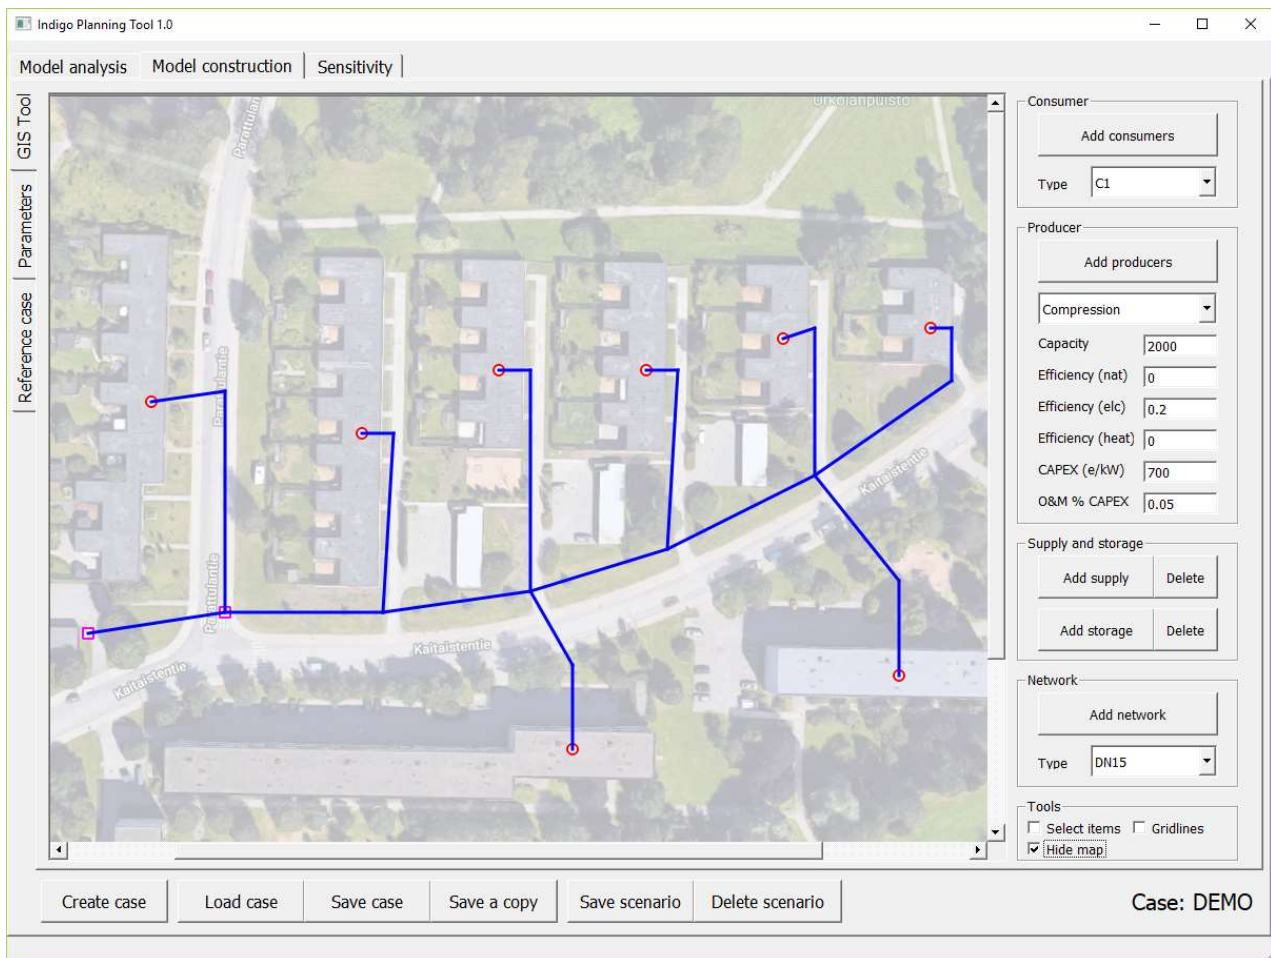 Indigo Planning Tool 1.0
Model analysis
Model construction
Sensitivity
GIS Tool
Parameters
Reference case
Urkolanpuisto
Parattulantie
Parattulantie
Kaitaistentie
Parattulantie
Kaitaistentie
Kaitaistentie
Consumer
Add consumers
Type C1
Producer
Add producers
Compression
Capacity 2000
Efficiency (nat) 0
Efficiency (elc) 0.2
Efficiency (heat) 0
CAPEX (e/kW) 700
O&M % CAPEX 0.05
Supply and storage
Add supply Delete
Add storage Delete
Network
Add network
Type DN15
Tools
Select items Gridlines
Hide map
Create case Load case Save case Save a copy Save scenario Delete scenario Case: DEMO